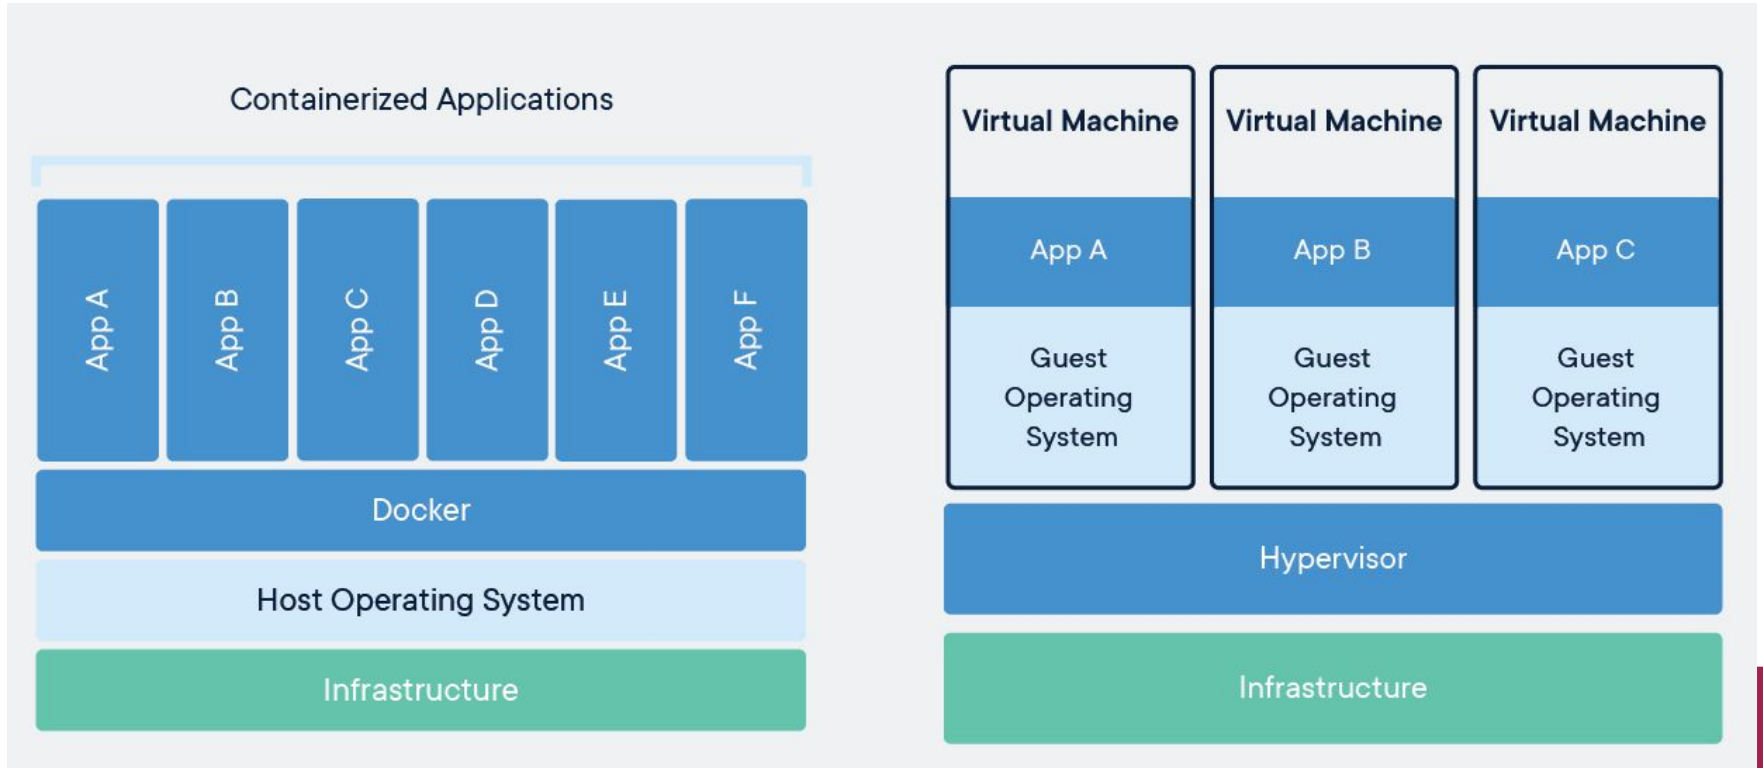 Containerized Applications
App A
App B
App C
App D
App E
App F
Docker
Host Operating System
Infrastructure
Virtual Machine
App A
Guest
Operating
System
Virtual Machine
App B
Guest
Operating
System
Virtual Machine
App C
Guest
Operating
System
Hypervisor
Infrastructure